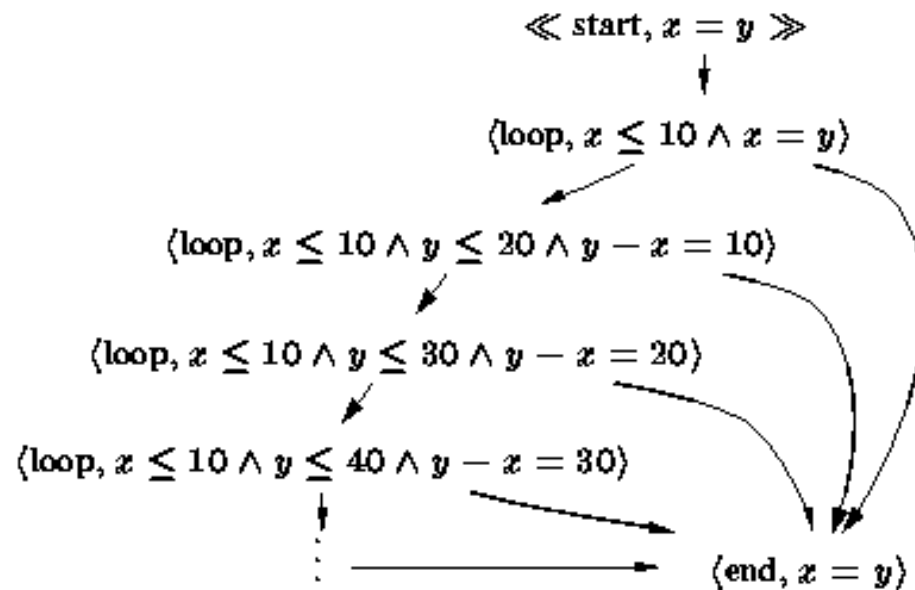 ≪ start, x = y ≫
⟨loop, x ≤ 10 ∧ x = y⟩
⟨loop, x ≤ 10 ∧ y ≤ 20 ∧ y − x = 10⟩
⟨loop, x ≤ 10 ∧ y ≤ 30 ∧ y − x = 20⟩
⟨loop, x ≤ 10 ∧ y ≤ 40 ∧ y − x = 30⟩
⋮
⟨end, x = y⟩